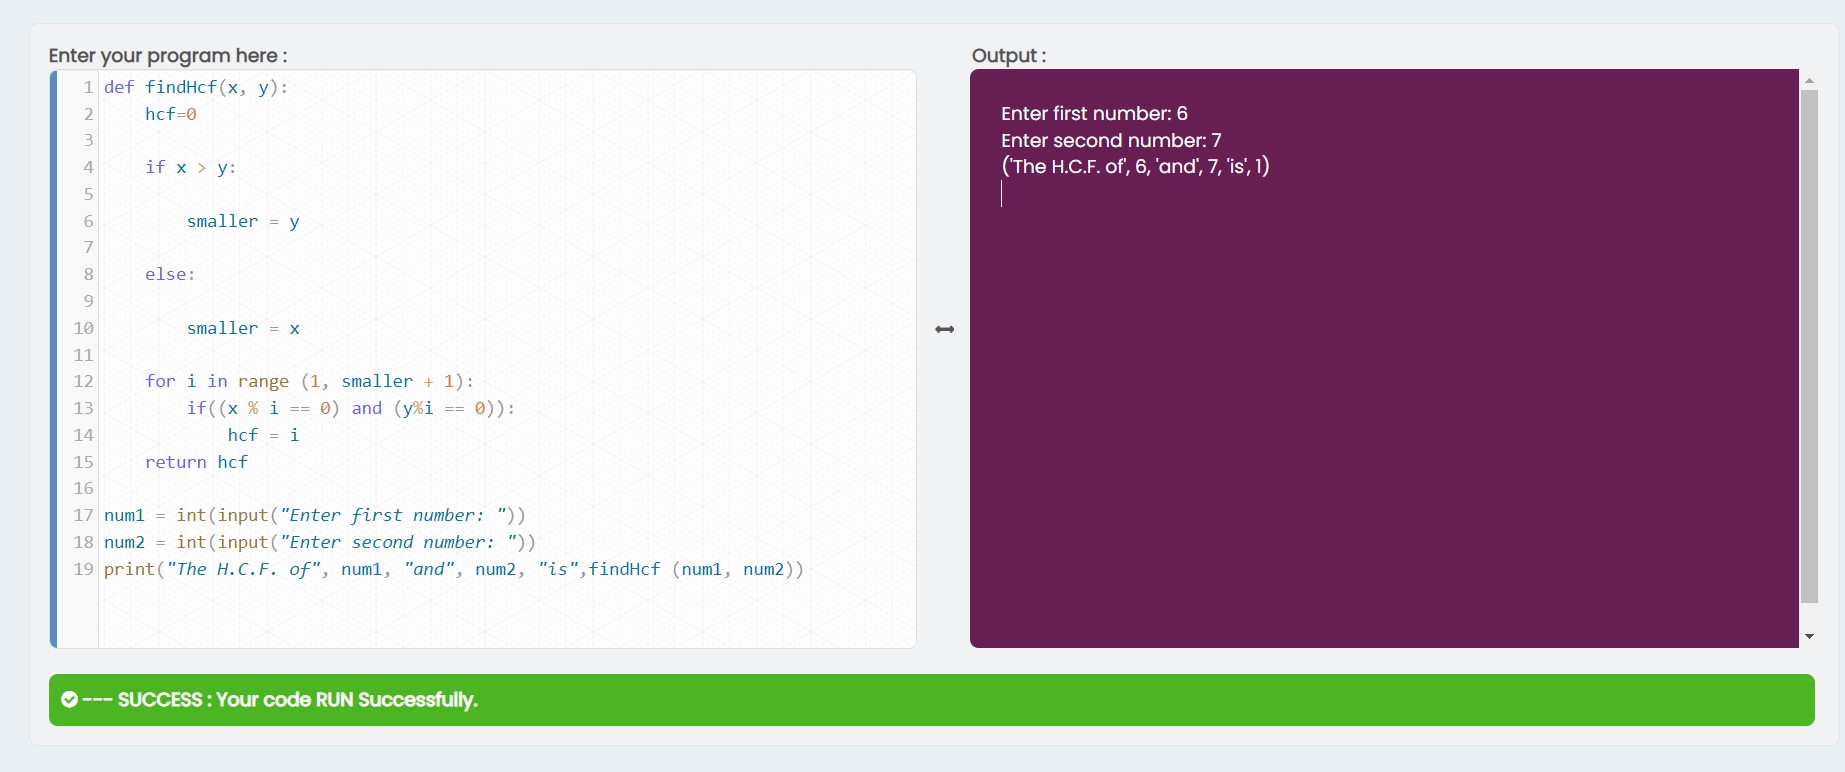 Enter your program here :
1 def findHcf(x, y):
2     hcf=0
3
4     if x > y:
5
6         smaller = y
7
8     else:
9
10         smaller = x
11
12     for i in range (1, smaller + 1):
13         if((x % i == 0) and (y%i == 0)):
14             hcf = i
15     return hcf
16
17 num1 = int(input("Enter first number: "))
18 num2 = int(input("Enter second number: "))
19 print("The H.C.F. of", num1, "and", num2, "is",findHcf (num1, num2))
Output :
Enter first number: 6
Enter second number: 7
('The H.C.F. of', 6, 'and', 7, 'is', 1)
--- SUCCESS : Your code RUN Successfully.